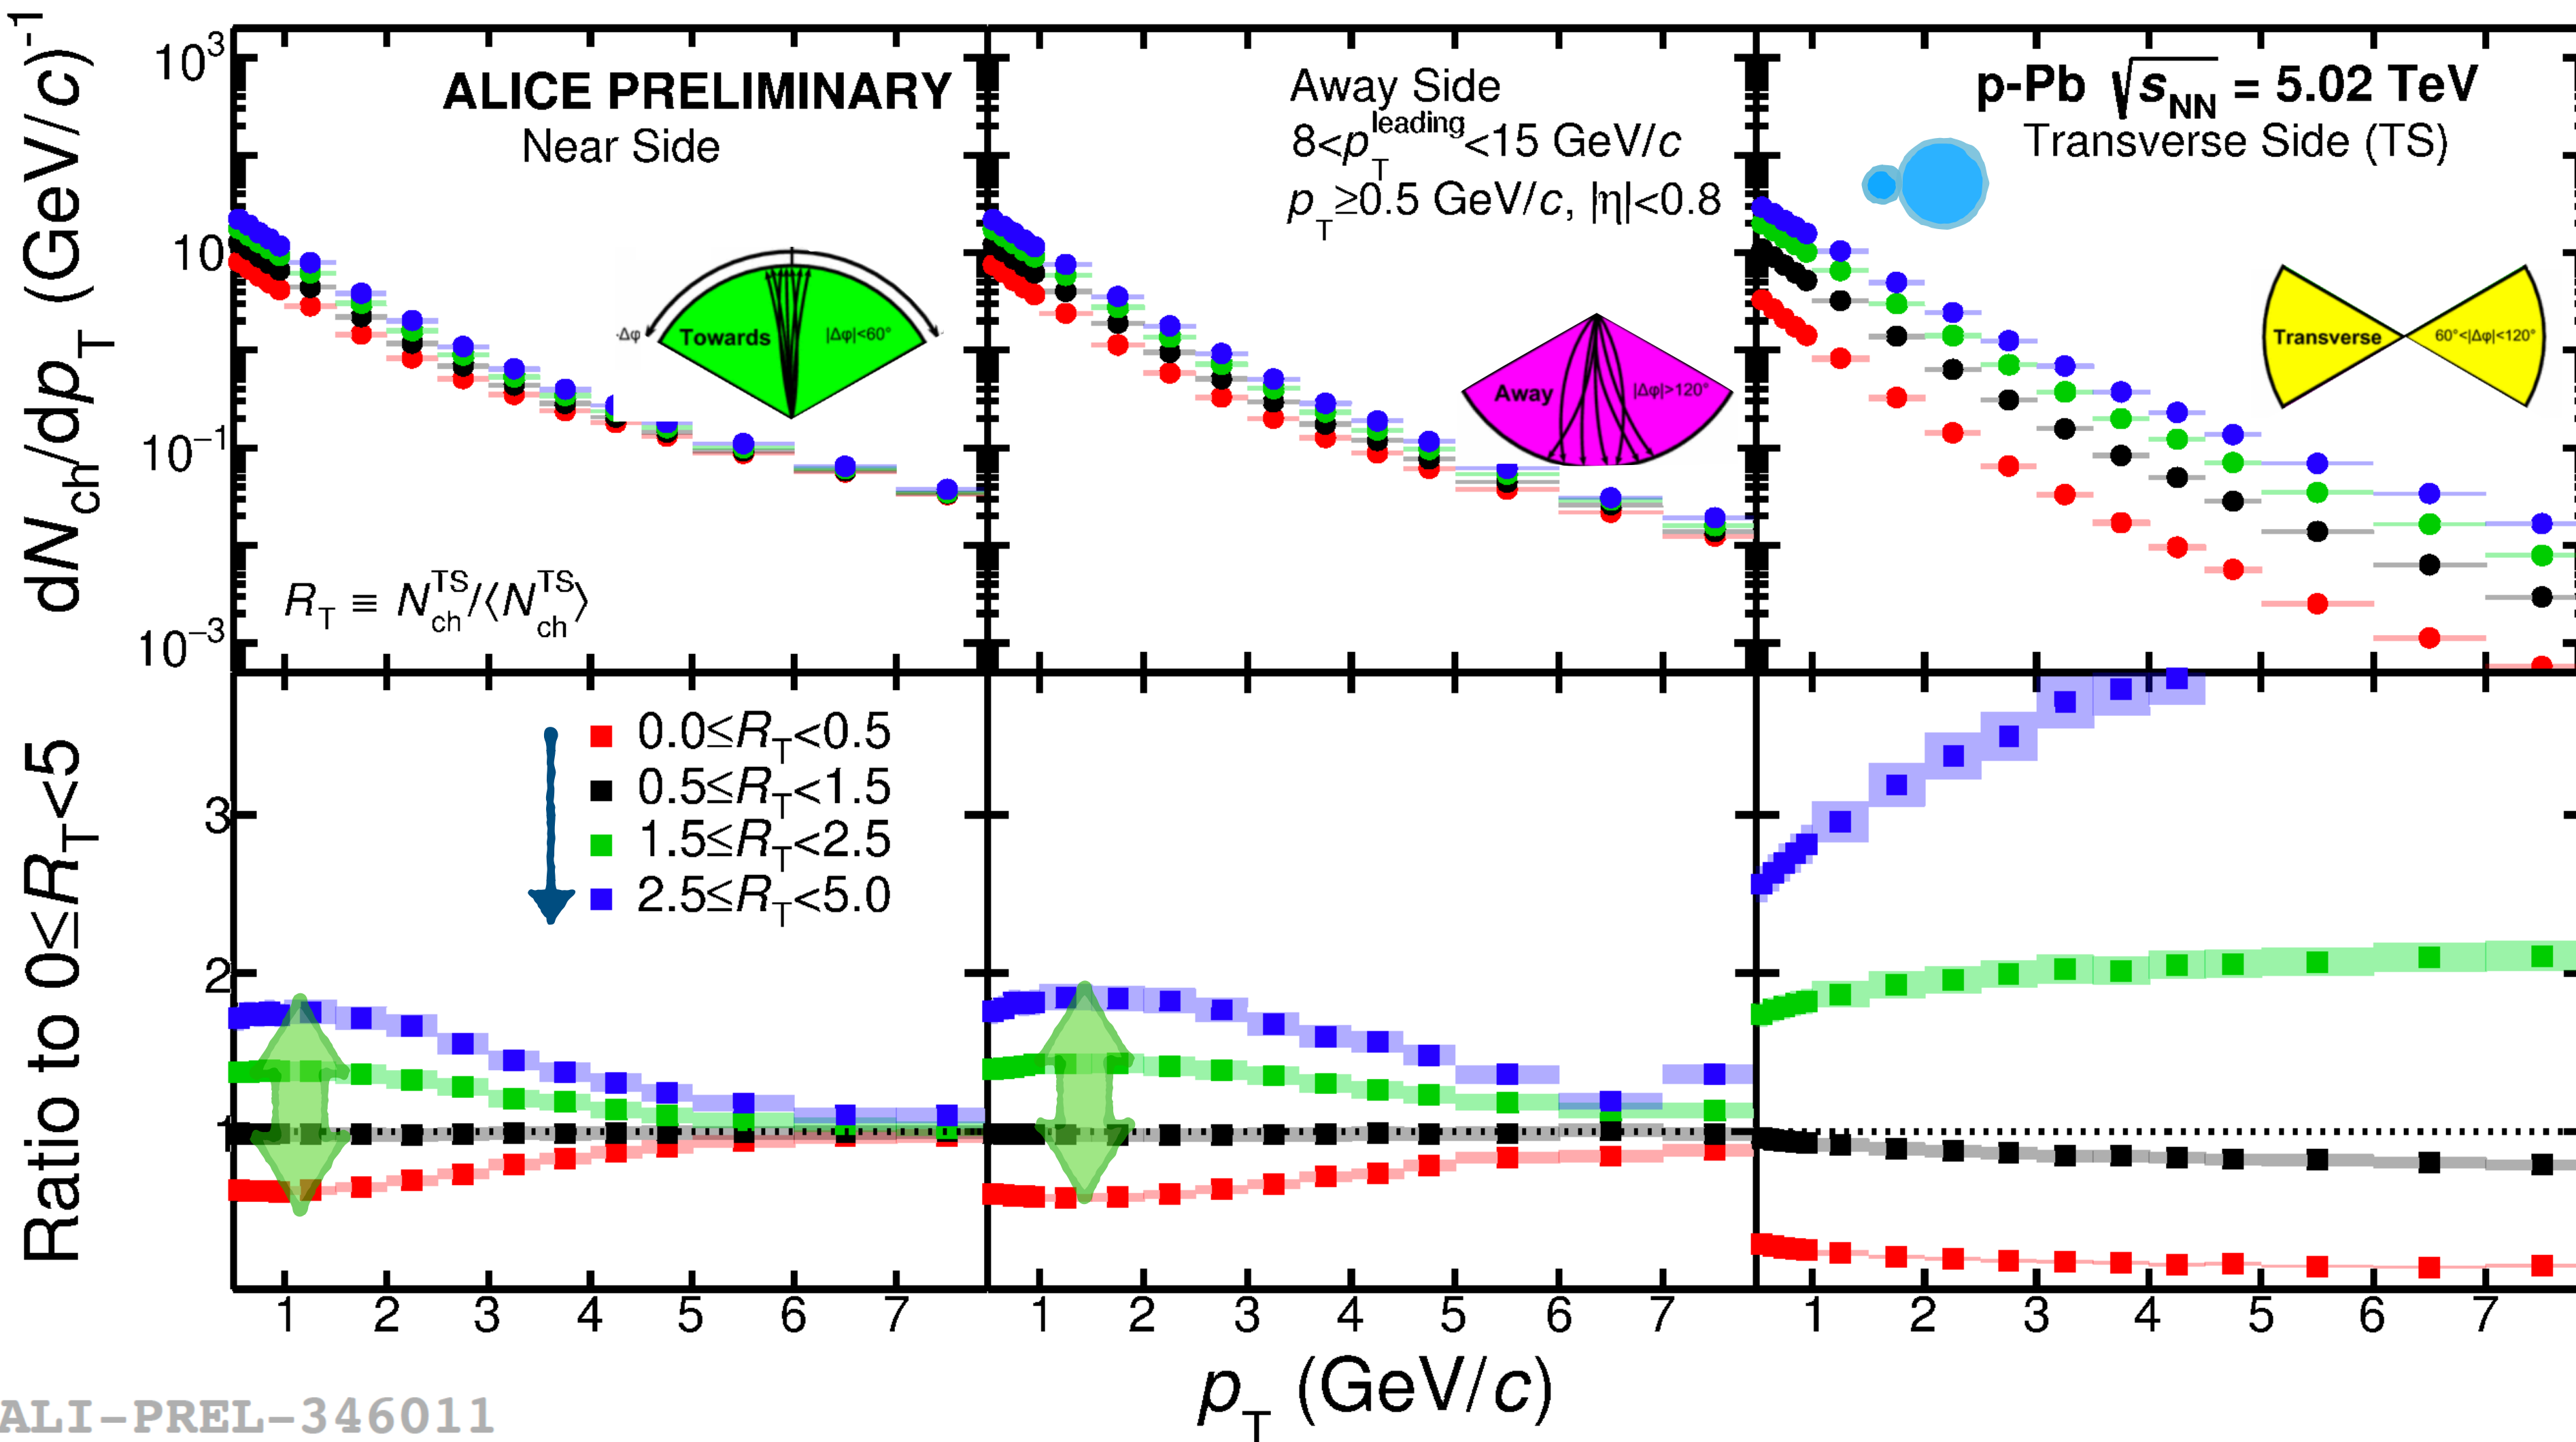 dN_ch/dp_T (GeV/c)^-1
10^3
10
10^−1
10^−3
ALICE PRELIMINARY
Near Side
-Δφ
Towards
|Δφ|<60°
R_T ≡ N_ch^TS/⟨N_ch^TS⟩
Away Side
8<p_T^leading<15 GeV/c
p_T≥0.5 GeV/c, |η|<0.8
Away
|Δφ|>120°
p-Pb √s_NN = 5.02 TeV
Transverse Side (TS)
Transverse
60°<|Δφ|<120°
Ratio to 0≤R_T<5
3
2
1
0.0≤R_T<0.5
0.5≤R_T<1.5
1.5≤R_T<2.5
2.5≤R_T<5.0
1 2 3 4 5 6 7
1 2 3 4 5 6 7
1 2 3 4 5 6 7
p_T (GeV/c)
ALI-PREL-346011